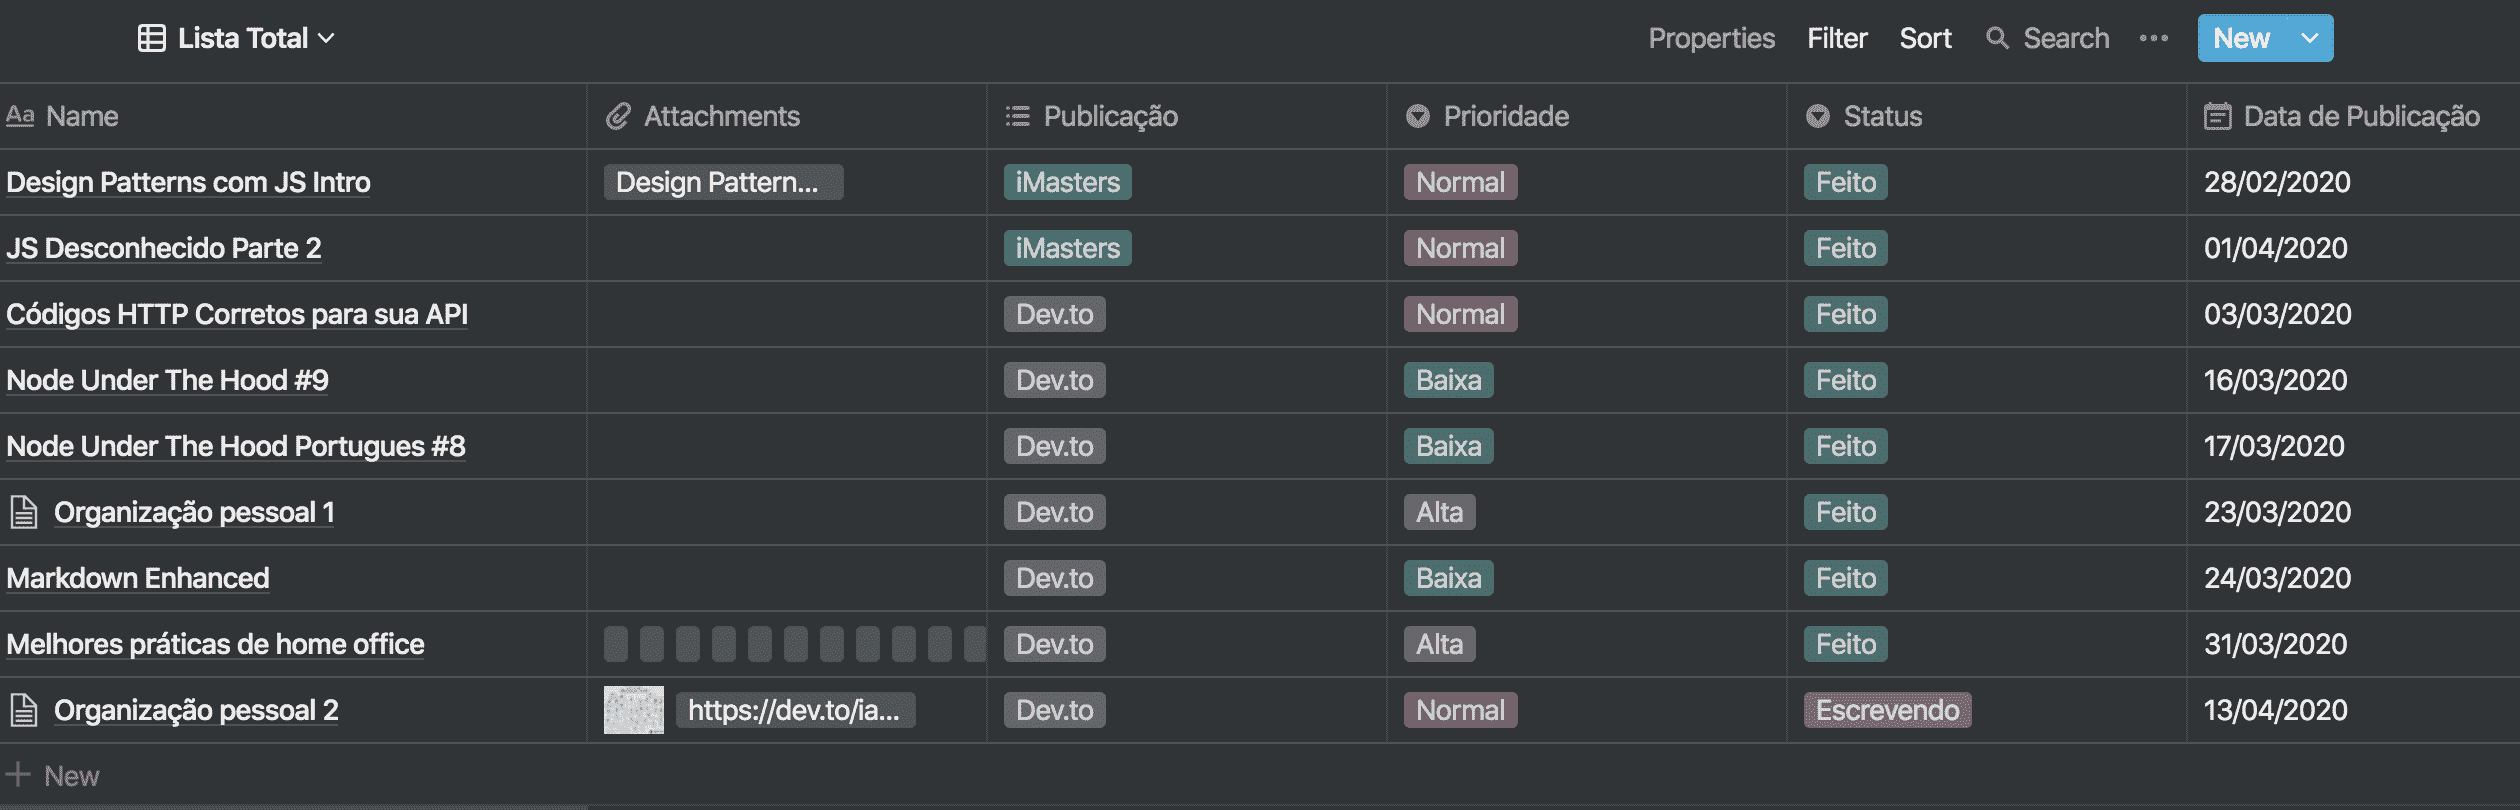 Lista Total Properties Filter Sort Search New
Aa Name Attachments Publicação Prioridade Status Data de Publicação
Design Patterns com JS Intro Design Pattern... iMasters Normal Feito 28/02/2020
JS Desconhecido Parte 2 iMasters Normal Feito 01/04/2020
Códigos HTTP Corretos para sua API Dev.to Normal Feito 03/03/2020
Node Under The Hood #9 Dev.to Baixa Feito 16/03/2020
Node Under The Hood Portugues #8 Dev.to Baixa Feito 17/03/2020
Organização pessoal 1 Dev.to Alta Feito 23/03/2020
Markdown Enhanced Dev.to Baixa Feito 24/03/2020
Melhores práticas de home office Dev.to Alta Feito 31/03/2020
Organização pessoal 2 https://dev.to/ia... Dev.to Normal Escrevendo 13/04/2020
+ New